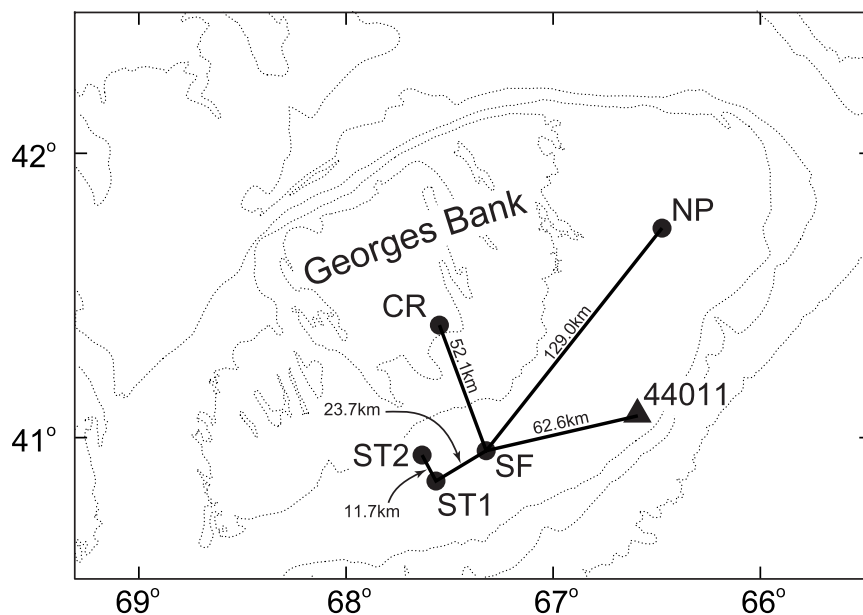 42°
41°
69°
68°
67°
66°
Georges Bank
NP
CR
52.1km
129.0km
44011
62.6km
23.7km
ST2
SF
ST1
11.7km